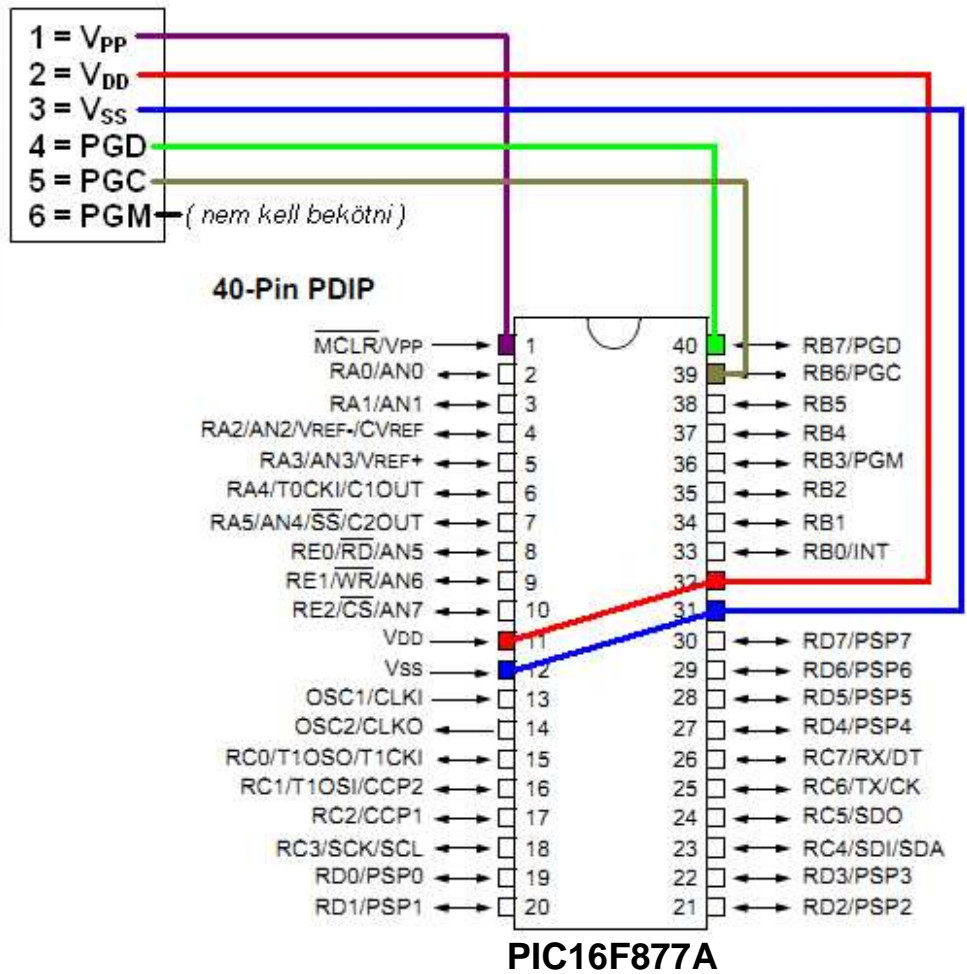 1 = VPP
2 = VDD
3 = VSS
4 = PGD
5 = PGC
6 = PGM ( nem kell bekötni )
40-Pin PDIP
MCLR/VPP 1 40 RB7/PGD
RA0/AN0 2 39 RB6/PGC
RA1/AN1 3 38 RB5
RA2/AN2/VREF-/CVREF 4 37 RB4
RA3/AN3/VREF+ 5 36 RB3/PGM
RA4/T0CKI/C1OUT 6 35 RB2
RA5/AN4/SS/C2OUT 7 34 RB1
RE0/RD/AN5 8 33 RB0/INT
RE1/WR/AN6 9 32
RE2/CS/AN7 10 31
VDD 11 30 RD7/PSP7
VSS 12 29 RD6/PSP6
OSC1/CLKI 13 28 RD5/PSP5
OSC2/CLKO 14 27 RD4/PSP4
RC0/T1OSO/T1CKI 15 26 RC7/RX/DT
RC1/T1OSI/CCP2 16 25 RC6/TX/CK
RC2/CCP1 17 24 RC5/SDO
RC3/SCK/SCL 18 23 RC4/SDI/SDA
RD0/PSP0 19 22 RD3/PSP3
RD1/PSP1 20 21 RD2/PSP2
PIC16F877A